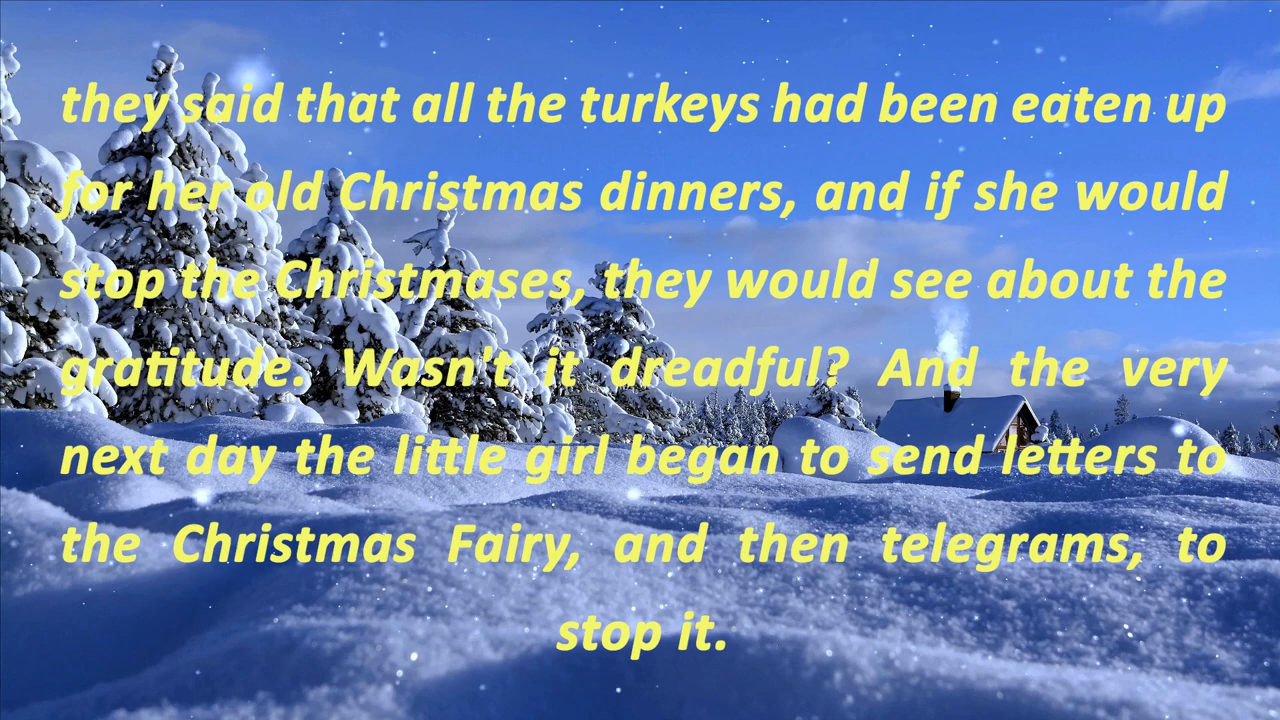 they said that all the turkeys had been eaten up
for her old Christmas dinners, and if she would
stop the Christmases, they would see about the
gratitude. Wasn't it dreadful? And the very
next day the little girl began to send letters to
the Christmas Fairy, and then telegrams, to
stop it.